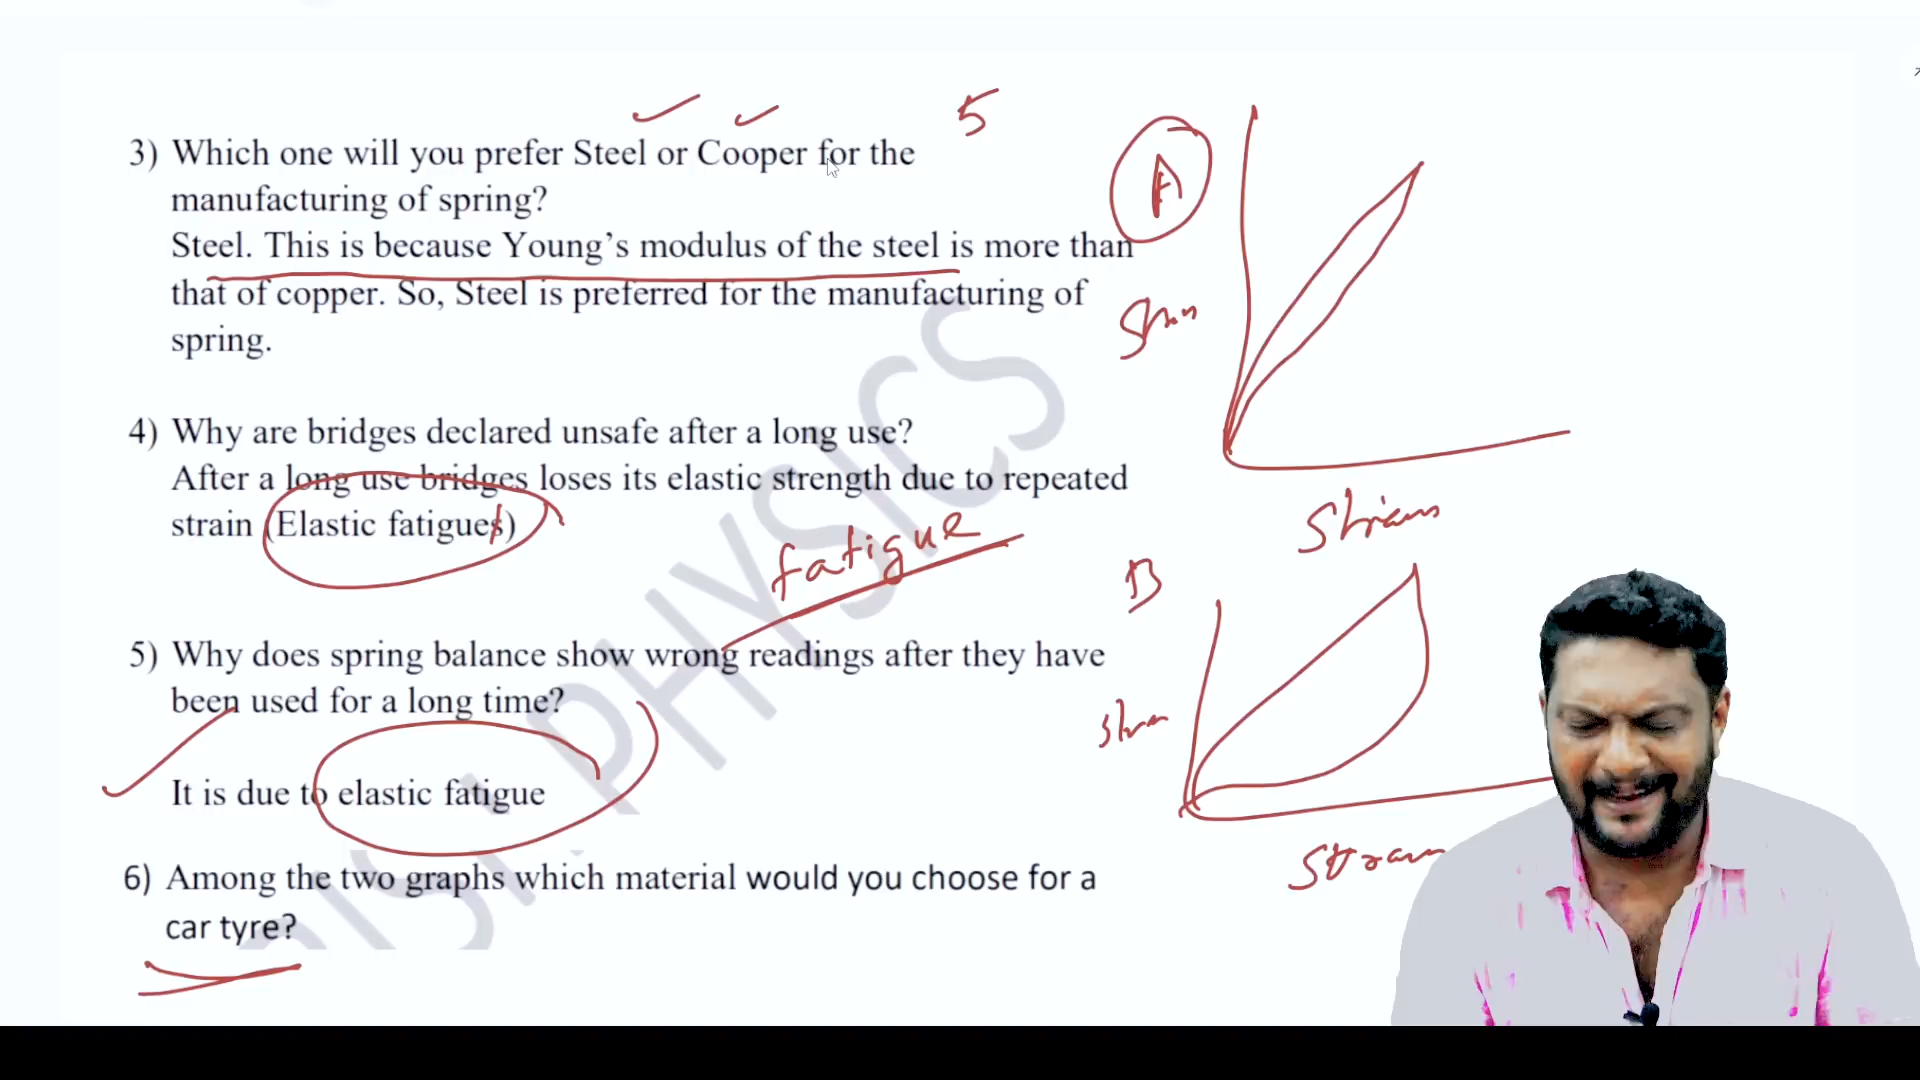 5
3) Which one will you prefer Steel or Cooper for the
manufacturing of spring?
Steel. This is because Young’s modulus of the steel is more than
that of copper. So, Steel is preferred for the manufacturing of
spring.
4) Why are bridges declared unsafe after a long use?
After a long use bridges loses its elastic strength due to repeated
strain (Elastic fatigues)
fatigue
5) Why does spring balance show wrong readings after they have
been used for a long time?
It is due to elastic fatigue
6) Among the two graphs which material would you choose for a
car tyre?
A
B
PHYSICS